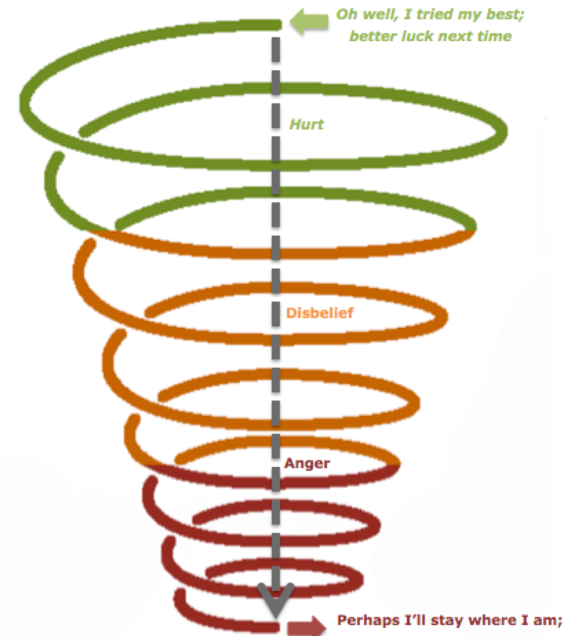 Oh well, I tried my best;
better luck next time
Hurt
Disbelief
Anger
Perhaps I'll stay where I am;